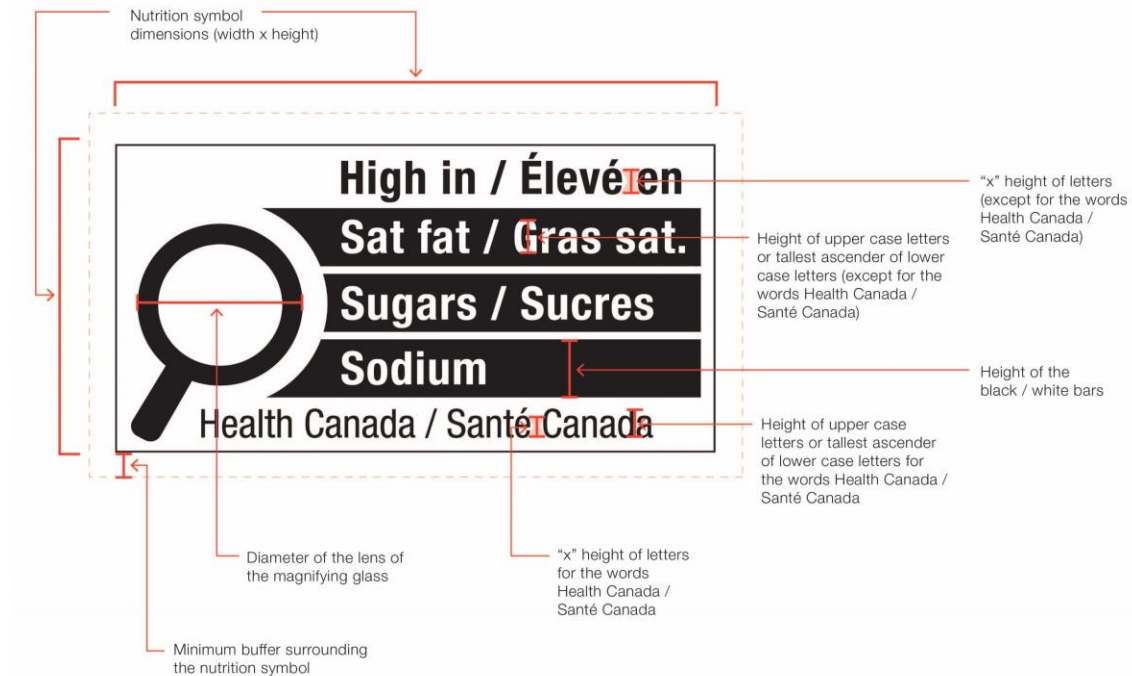 Nutrition symbol
dimensions (width x height)
High in / Élevé en
Sat fat / Gras sat.
Sugars / Sucres
Sodium
Health Canada / Santé Canada
"x" height of letters
(except for the words
Health Canada /
Santé Canada)
Height of upper case letters
or tallest ascender of lower
case letters (except for the
words Health Canada /
Santé Canada)
Height of the
black / white bars
Height of upper case
letters or tallest ascender
of lower case letters for
the words Health Canada /
Santé Canada
Diameter of the lens of
the magnifying glass
"x" height of letters
for the words
Health Canada /
Santé Canada
Minimum buffer surrounding
the nutrition symbol